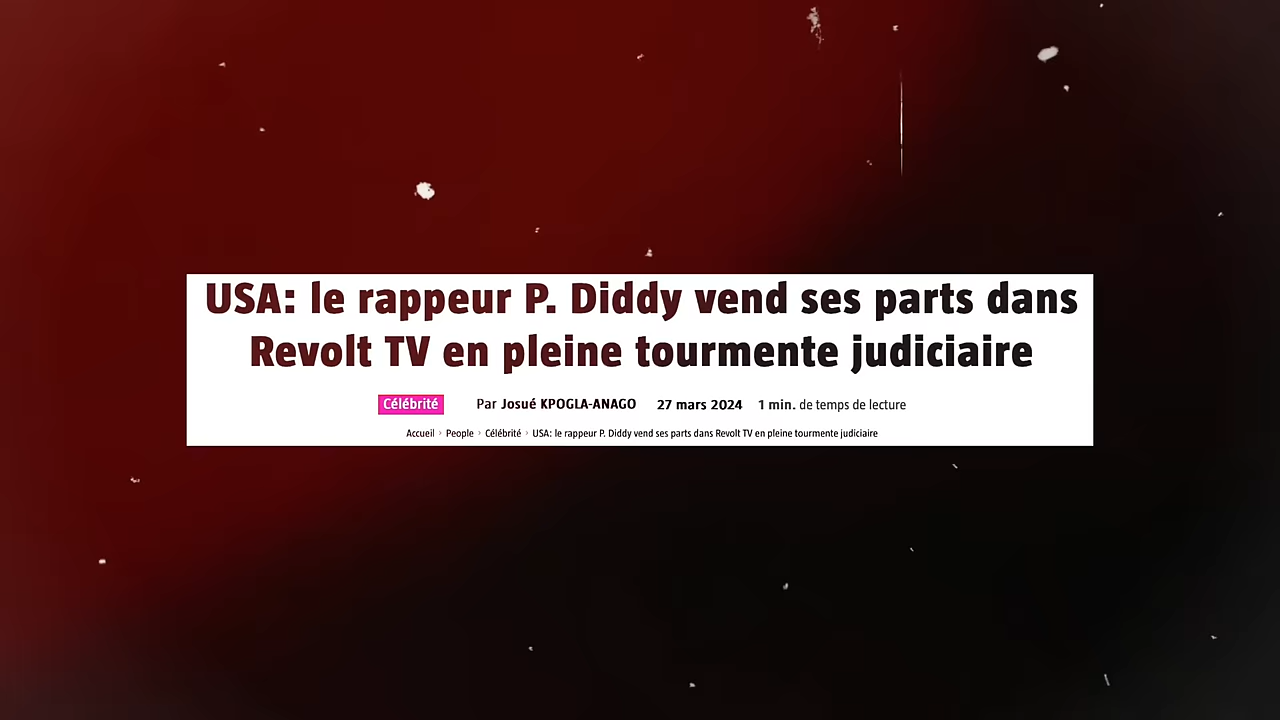 USA: le rappeur P. Diddy vend ses parts dans
Revolt TV en pleine tourmente judiciaire
Célébrité Par Josué KPOGLA-ANAGO 27 mars 2024 1 min. de temps de lecture
Accueil › People › Célébrité › USA: le rappeur P. Diddy vend ses parts dans Revolt TV en pleine tourmente judiciaire